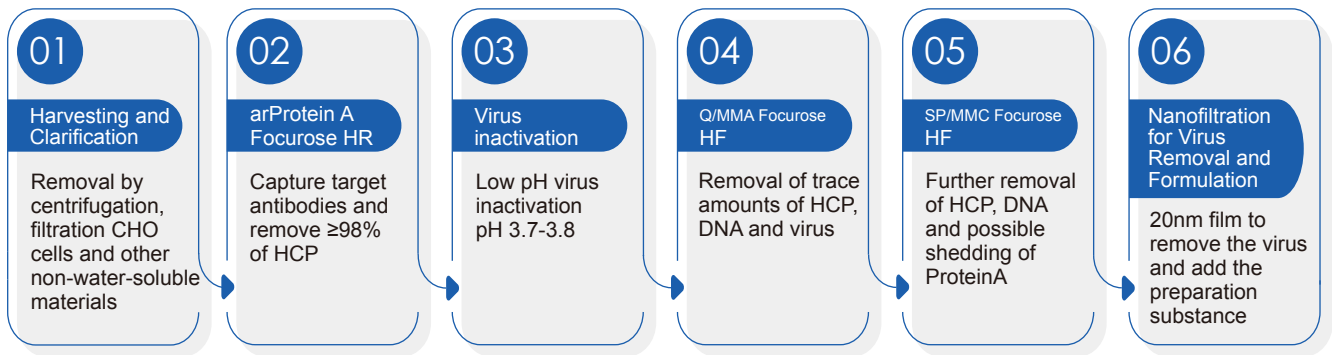 01
Harvesting and
Clarification
Removal by
centrifugation,
filtration CHO
cells and other
non-water-soluble
materials
02
arProtein A
Focurose HR
Capture target
antibodies and
remove ≥98%
of HCP
03
Virus
inactivation
Low pH virus
inactivation
pH 3.7-3.8
04
Q/MMA Focurose
HF
Removal of trace
amounts of HCP,
DNA and virus
05
SP/MMC Focurose
HF
Further removal
of HCP, DNA
and possible
shedding of
ProteinA
06
Nanofiltration
for Virus
Removal and
Formulation
20nm film to
remove the virus
and add the
preparation
substance